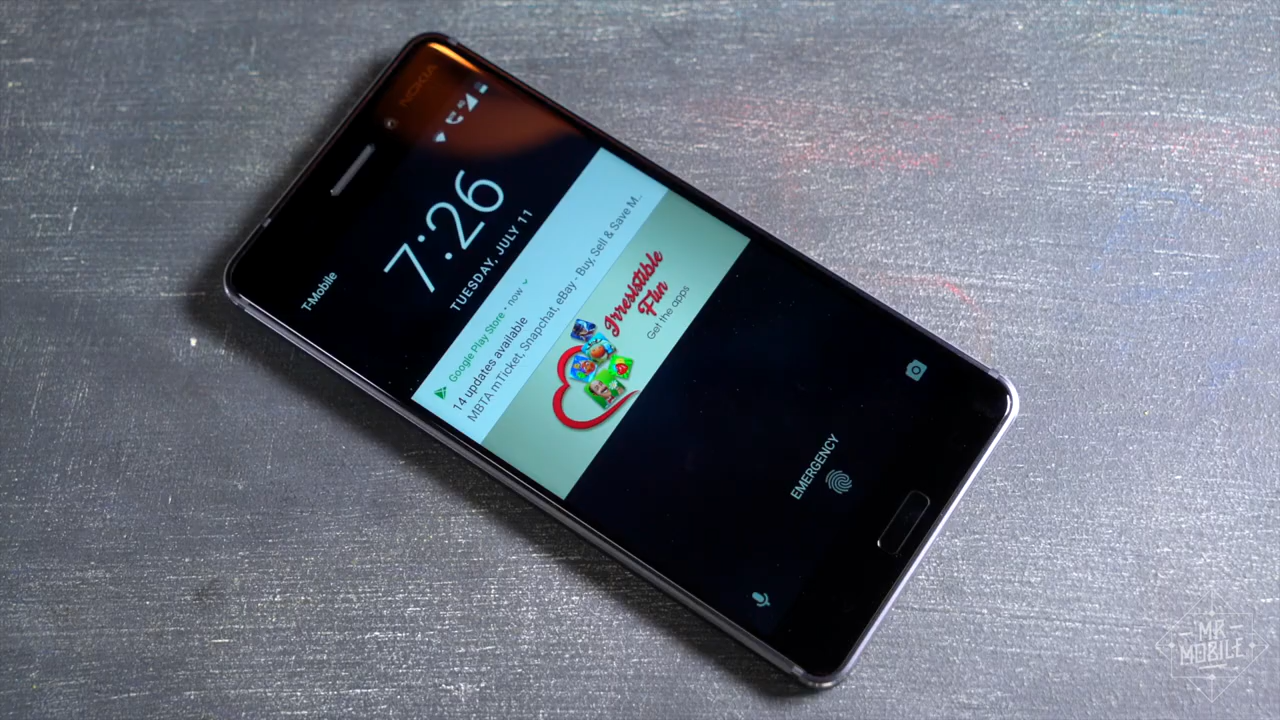 NOKIA
T-Mobile
7:26
TUESDAY, JULY 11
Google Play Store • now
14 updates available
MBTA mTicket, Snapchat, eBay - Buy, Sell & Save M..
Irresistible
Fun
Get the apps
EMERGENCY
MR
MOBILE